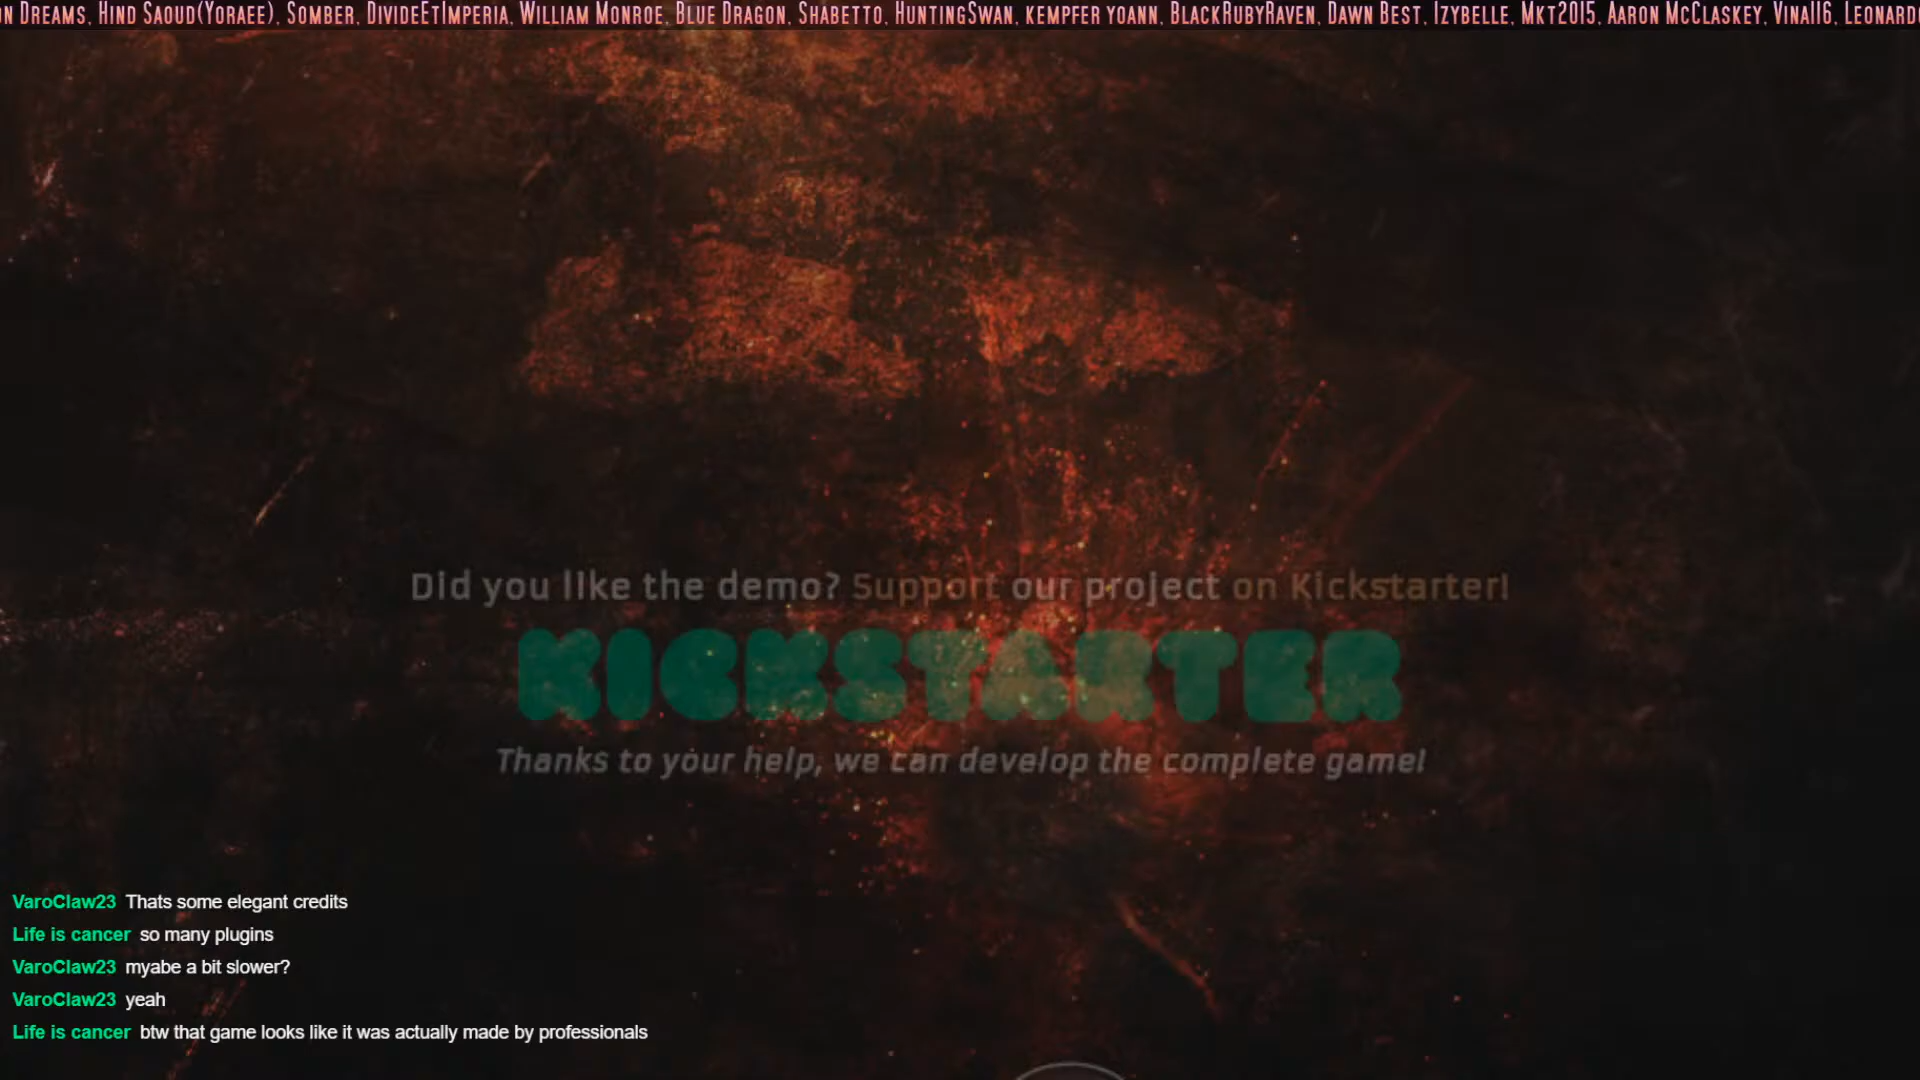 n Dreams, Hind Saoud(Yoraee), Somber, DivideEtImperia, William Monroe, Blue Dragon, Shabetto, HuntingSwan, kempfer yoann, BlackRubyRaven, Dawn Best, Izybelle, Mkt2015, Aaron McClaskey, Vina116, Leonard
Did you like the demo? Support our project on Kickstarter!
KICKSTARTER
Thanks to your help, we can develop the complete game!
VaroClaw23 Thats some elegant credits
Life is cancer so many plugins
VaroClaw23 myabe a bit slower?
VaroClaw23 yeah
Life is cancer btw that game looks like it was actually made by professionals